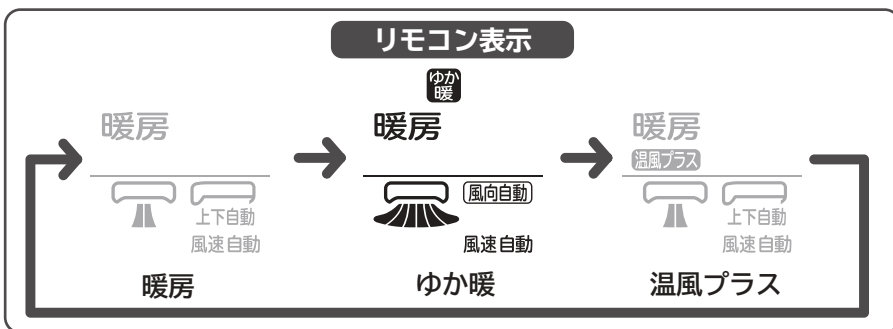 リモコン表示
暖房
上下自動
風速自動
暖房
ゆか暖
暖房
風向自動
風速自動
ゆか暖
暖房
温風プラス
上下自動
風速自動
温風プラス